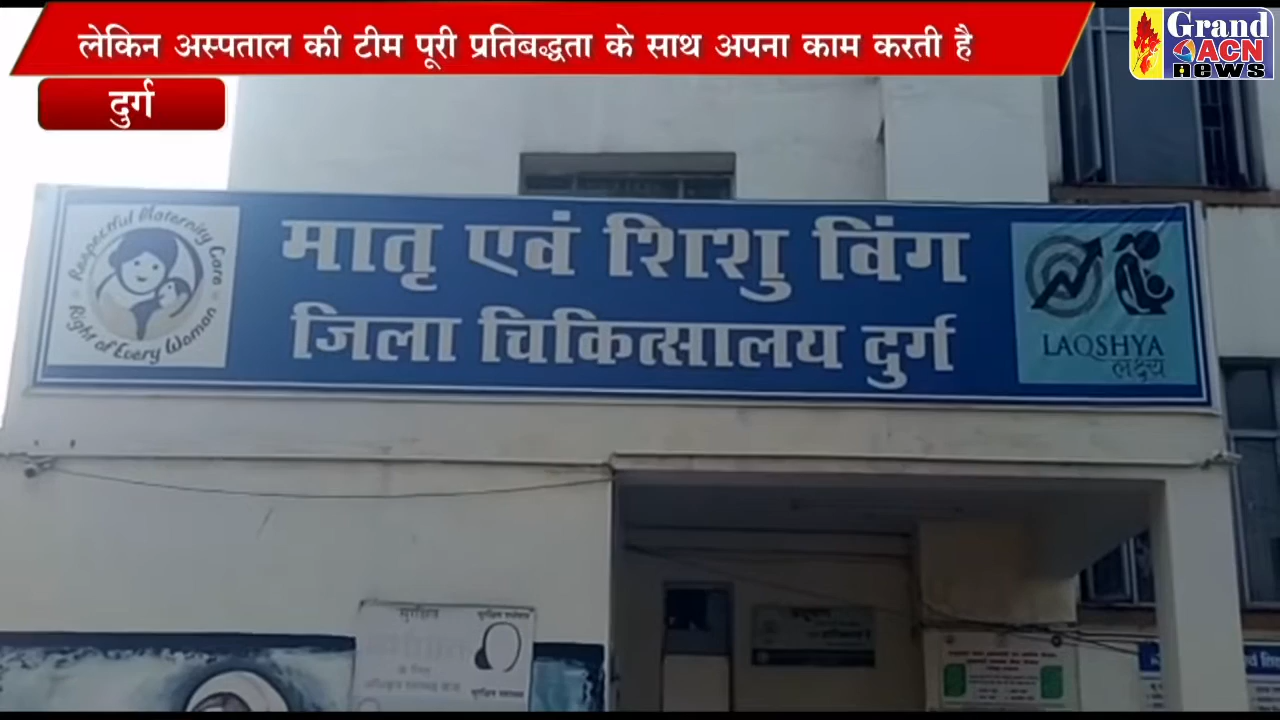 लेकिन अस्पताल की टीम पूरी प्रतिबद्धता के साथ अपना काम करती है
Grand
ACN
news
दुर्ग
Respectful Maternity Care
Right of Every Woman
मातृ एवं शिशु विंग
जिला चिकित्सालय दुर्ग
LAQSHYA
लक्ष्य
सुरक्षित
के लिए